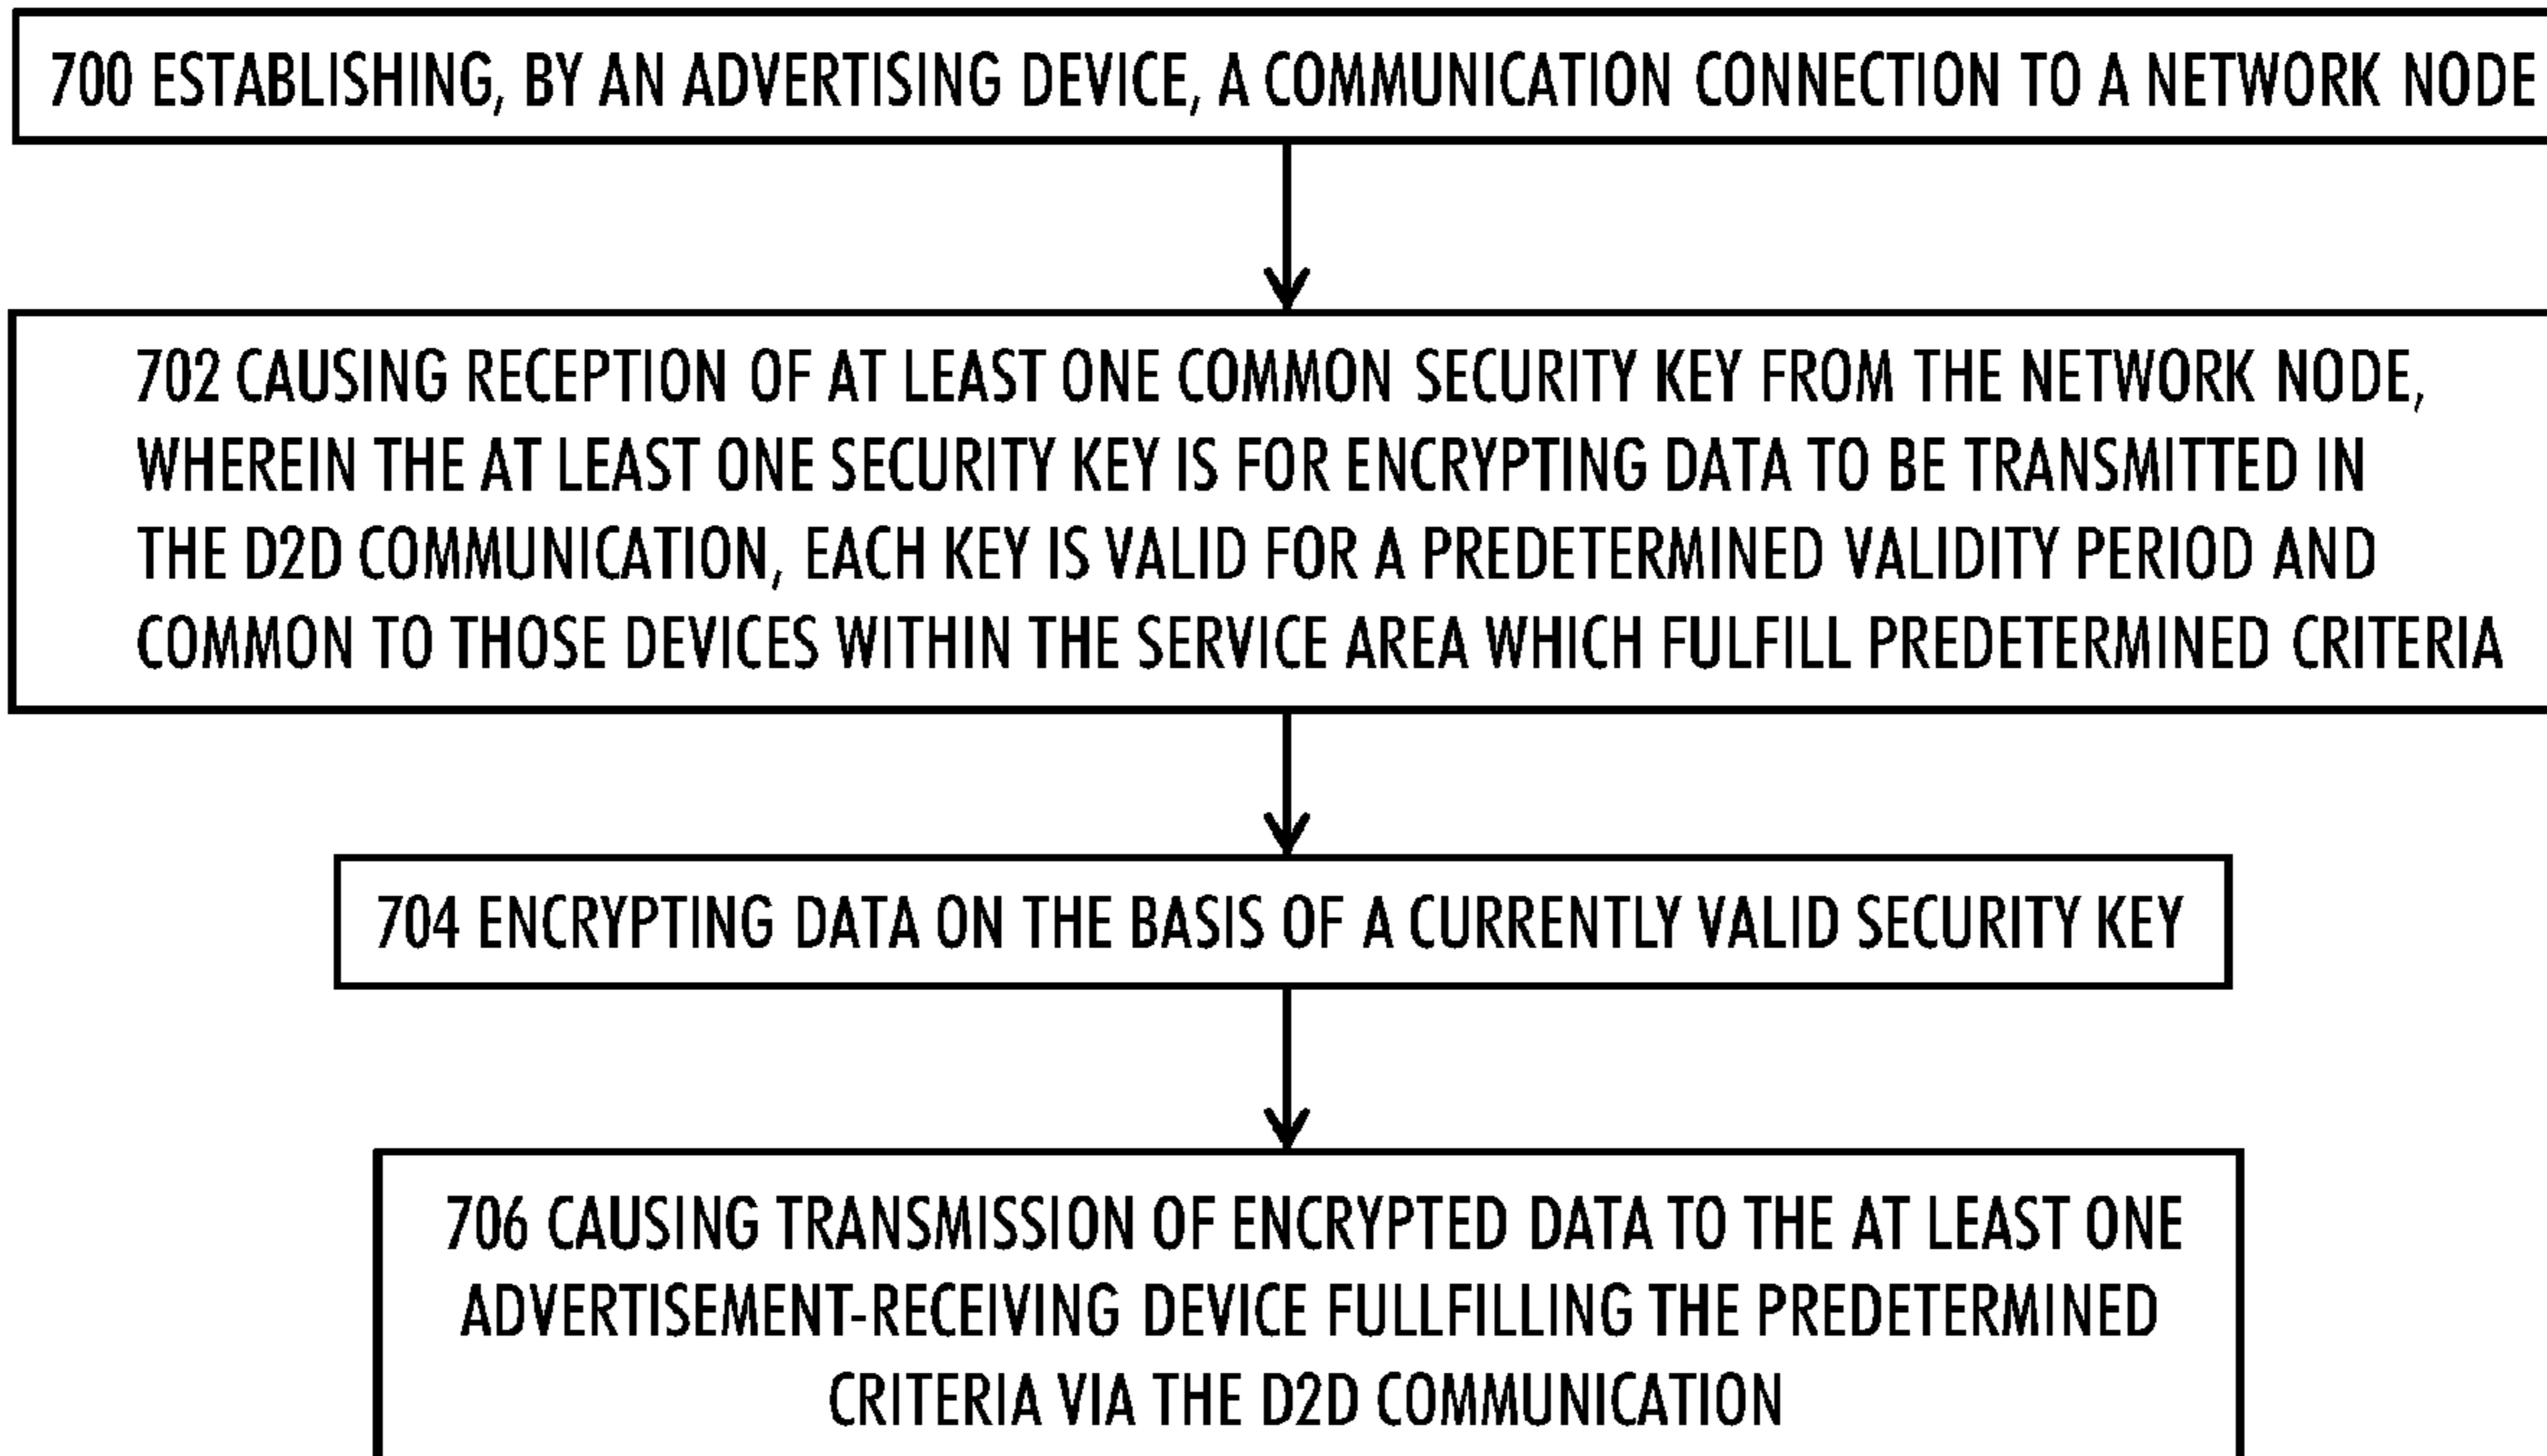 700 ESTABLISHING, BY AN ADVERTISING DEVICE, A COMMUNICATION CONNECTION TO A NETWORK NODE
702 CAUSING RECEPTION OF AT LEAST ONE COMMON SECURITY KEY FROM THE NETWORK NODE,
WHEREIN THE AT LEAST ONE SECURITY KEY IS FOR ENCRYPTING DATA TO BE TRANSMITTED IN
THE D2D COMMUNICATION, EACH KEY IS VALID FOR A PREDETERMINED VALIDITY PERIOD AND
COMMON TO THOSE DEVICES WITHIN THE SERVICE AREA WHICH FULFILL PREDETERMINED CRITERIA
704 ENCRYPTING DATA ON THE BASIS OF A CURRENTLY VALID SECURITY KEY
706 CAUSING TRANSMISSION OF ENCRYPTED DATA TO THE AT LEAST ONE
ADVERTISEMENT-RECEIVING DEVICE FULLFILLING THE PREDETERMINED
CRITERIA VIA THE D2D COMMUNICATION